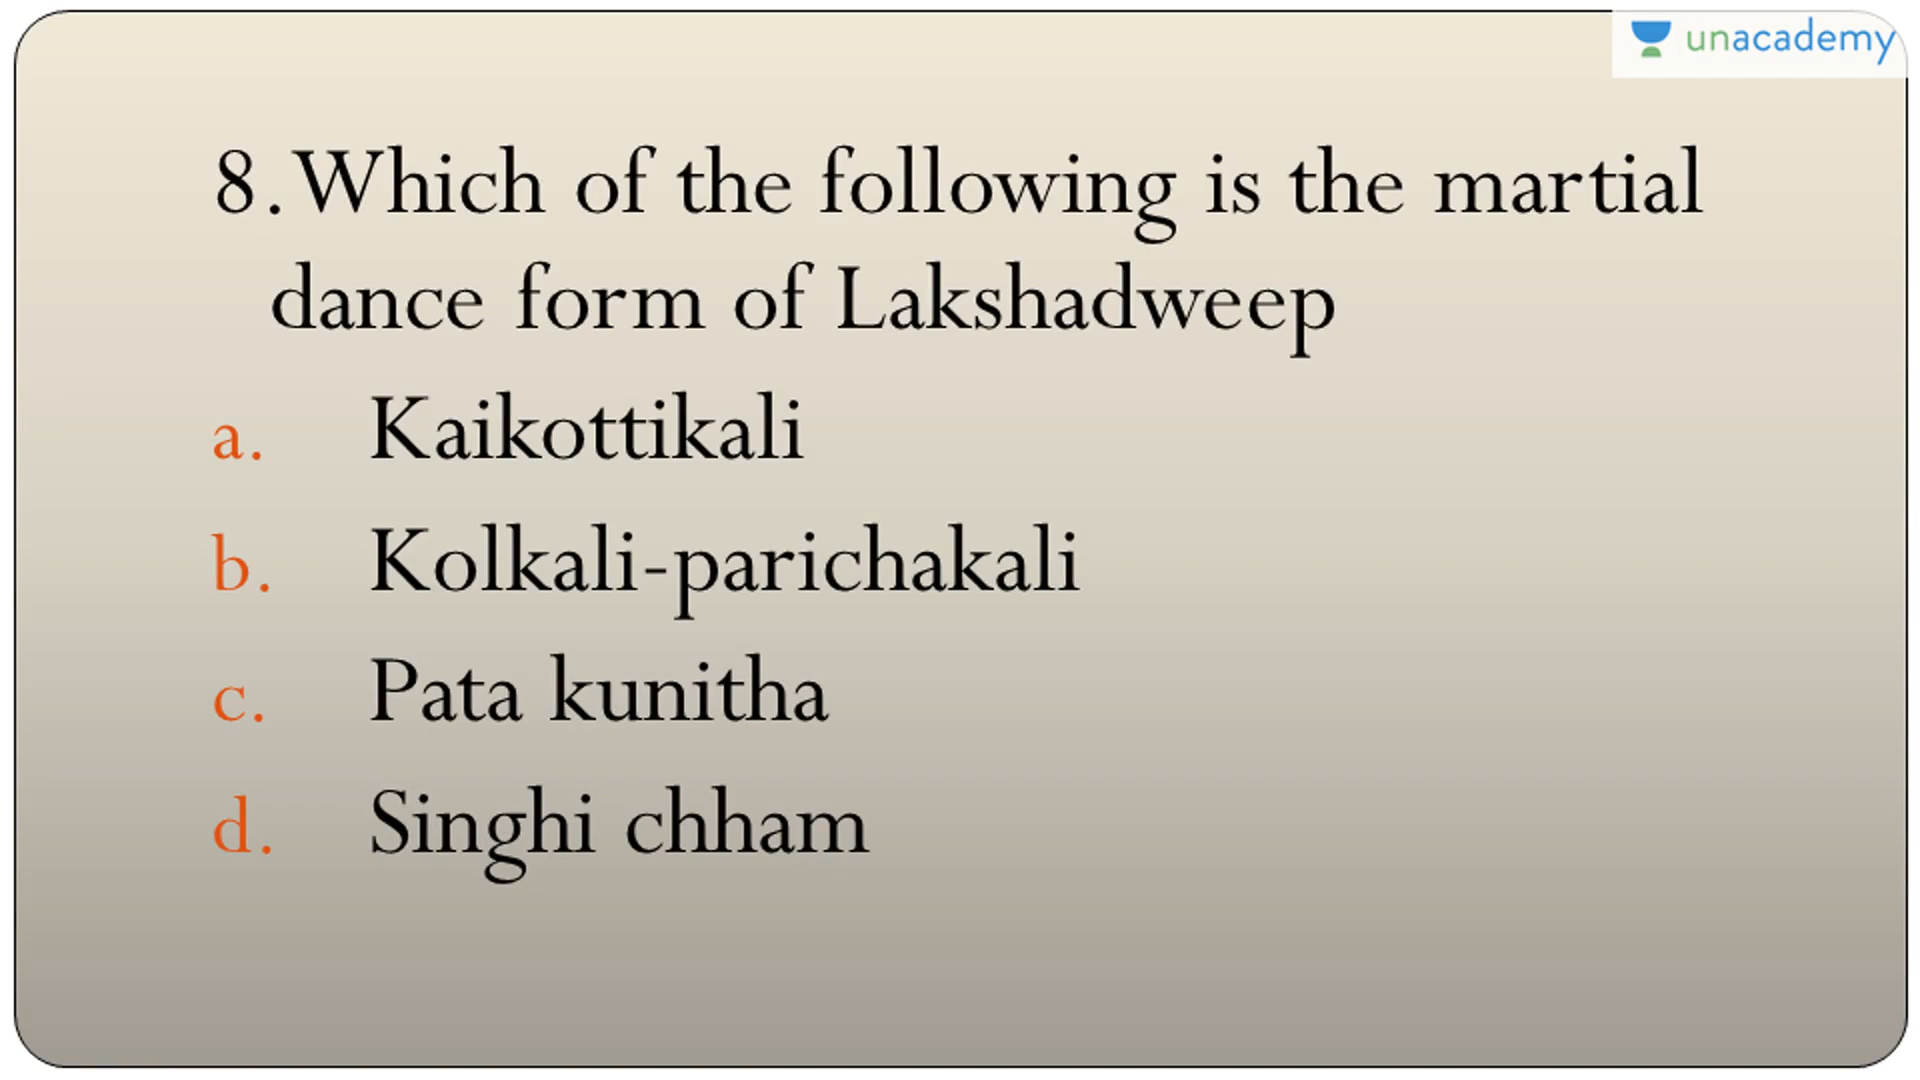 unacademy
8.Which of the following is the martial
dance form of Lakshadweep
a. Kaikottikali
b. Kolkali-parichakali
c. Pata kunitha
d. Singhi chham